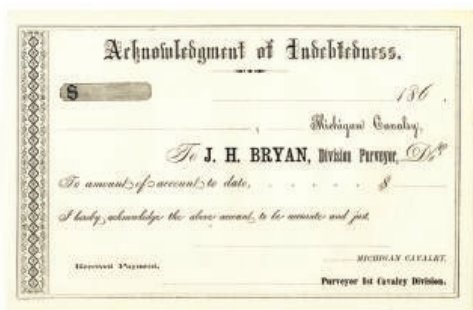 Acknowledgment of Indebtedness.
$
186 .
, Michigan Cavalry,
To J. H. BRYAN, Division Purveyor, Dr.
To amount of account to date, . . . . $
I hereby acknowledge the above account to be accurate and just.
MICHIGAN CAVALRY.
Received Payment,
Purveyor 1st Cavalry Division.